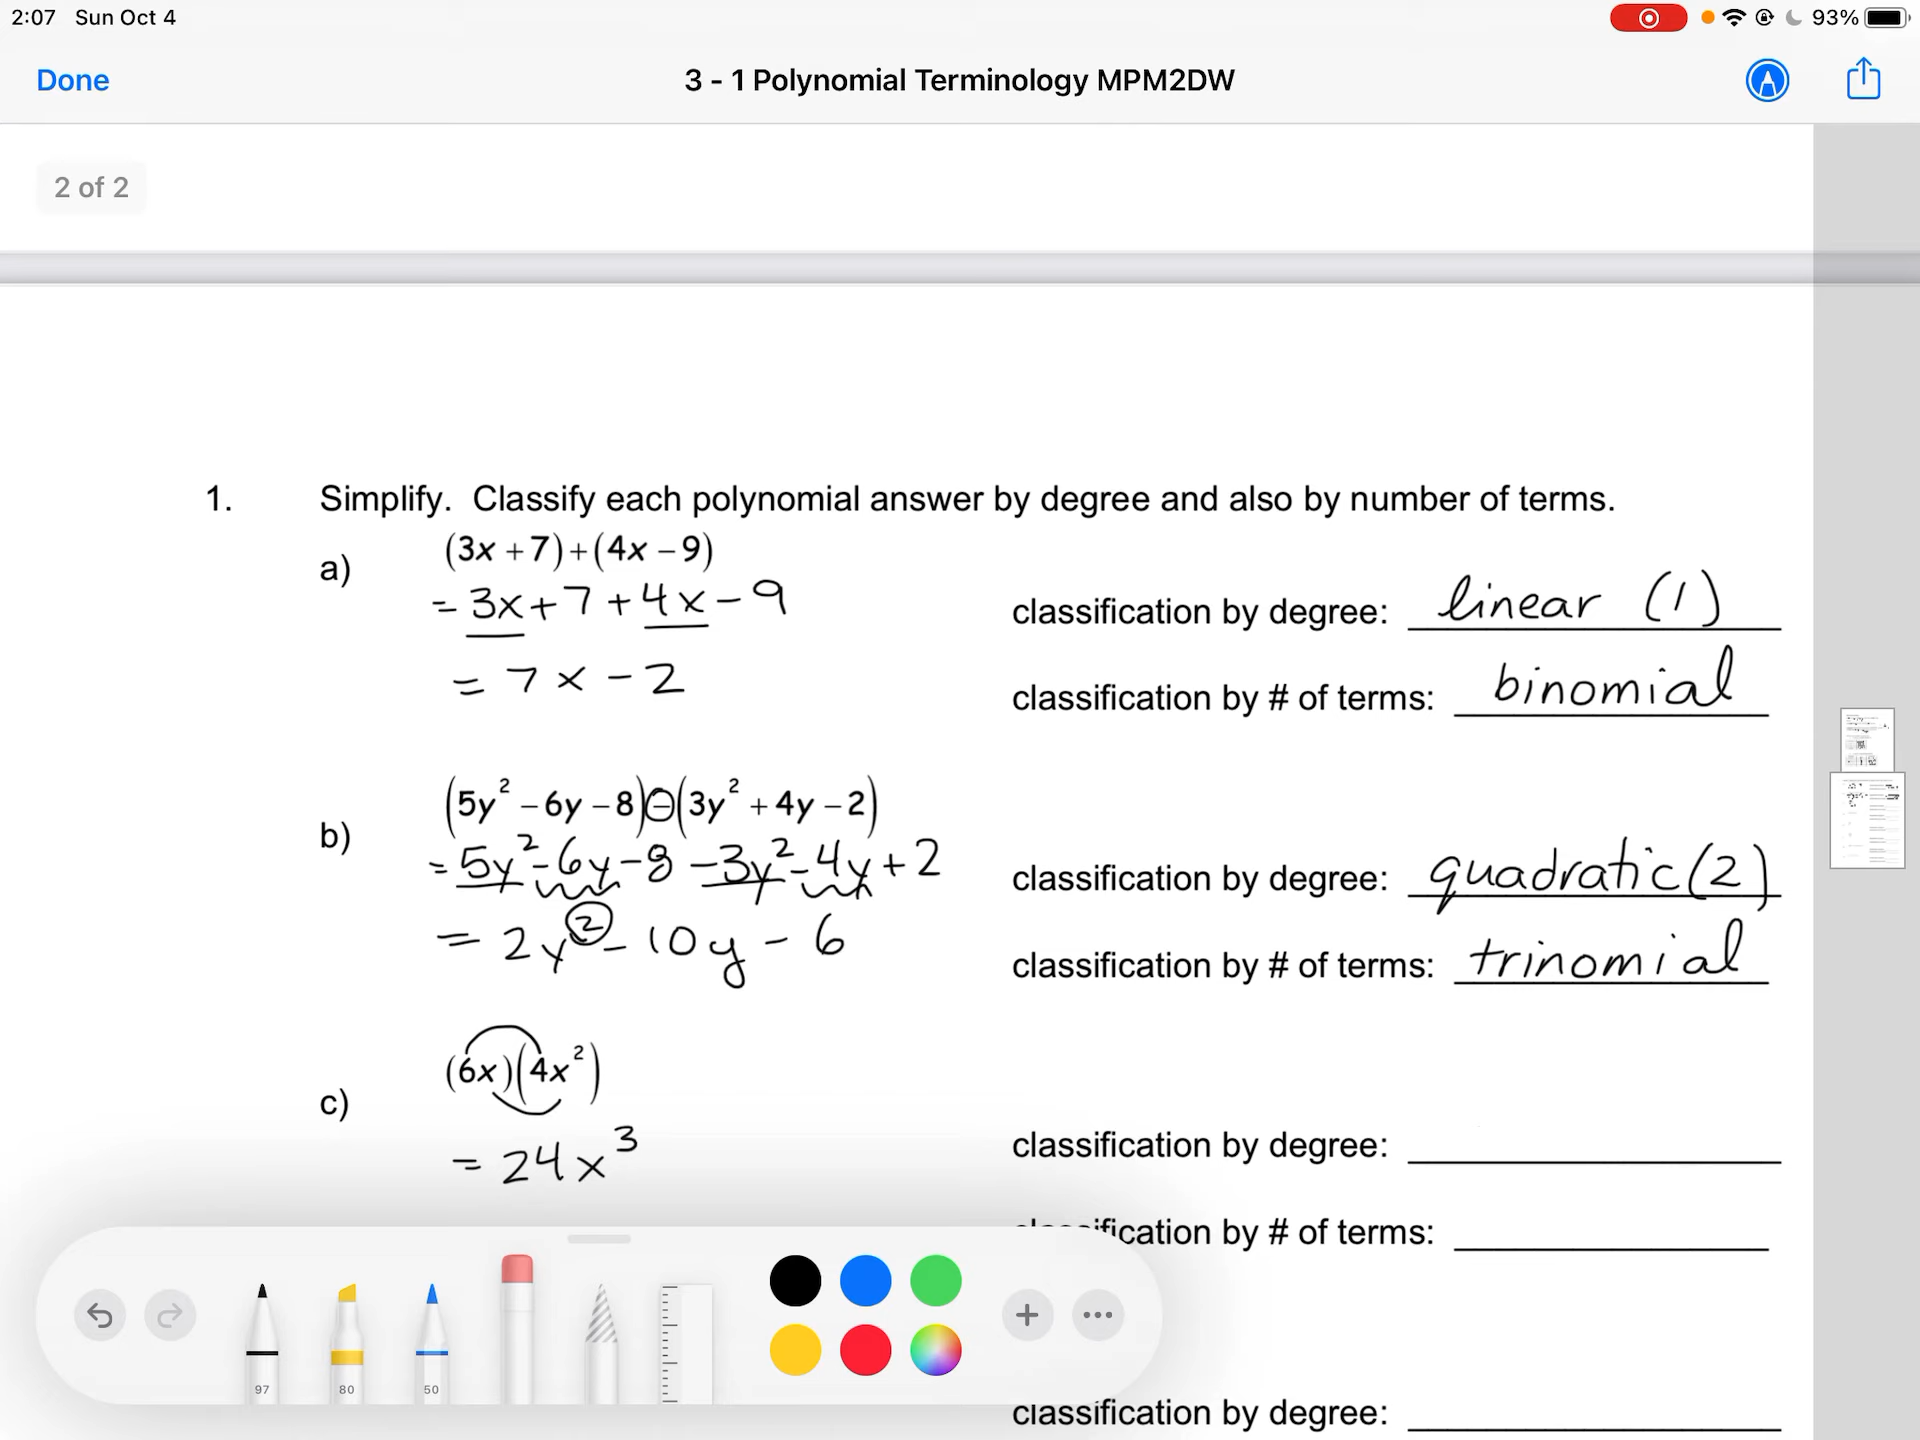 2:07 Sun Oct 4 93%
Done 3 - 1 Polynomial Terminology MPM2DW
2 of 2
1. Simplify. Classify each polynomial answer by degree and also by number of terms.
a) (3x + 7) + (4x − 9)
= 3x + 7 + 4x − 9
classification by degree: linear (1)
= 7x − 2
classification by # of terms: binomial
b) (5y² − 6y − 8) − (3y² + 4y − 2)
= 5y² − 6y − 8 − 3y² − 4y + 2
classification by degree: quadratic (2)
= 2y² − 10y − 6
classification by # of terms: trinomial
c) (6x)(4x²)
= 24x³
classification by degree:
classification by # of terms:
97 80 50
classification by degree: